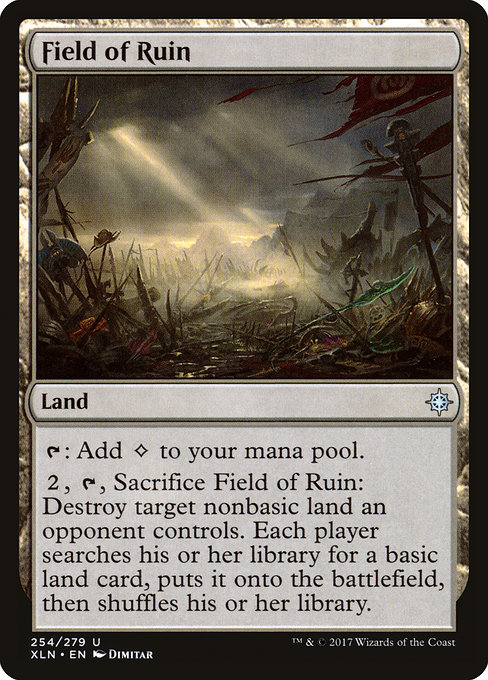 Field of Ruin
Land
: Add to your mana pool.
2, , Sacrifice Field of Ruin:
Destroy target nonbasic land an
opponent controls. Each player
searches his or her library for a basic
land card, puts it onto the battlefield,
then shuffles his or her library.
254/279 U
XLN • EN DIMITAR
™ & © 2017 Wizards of the Coast